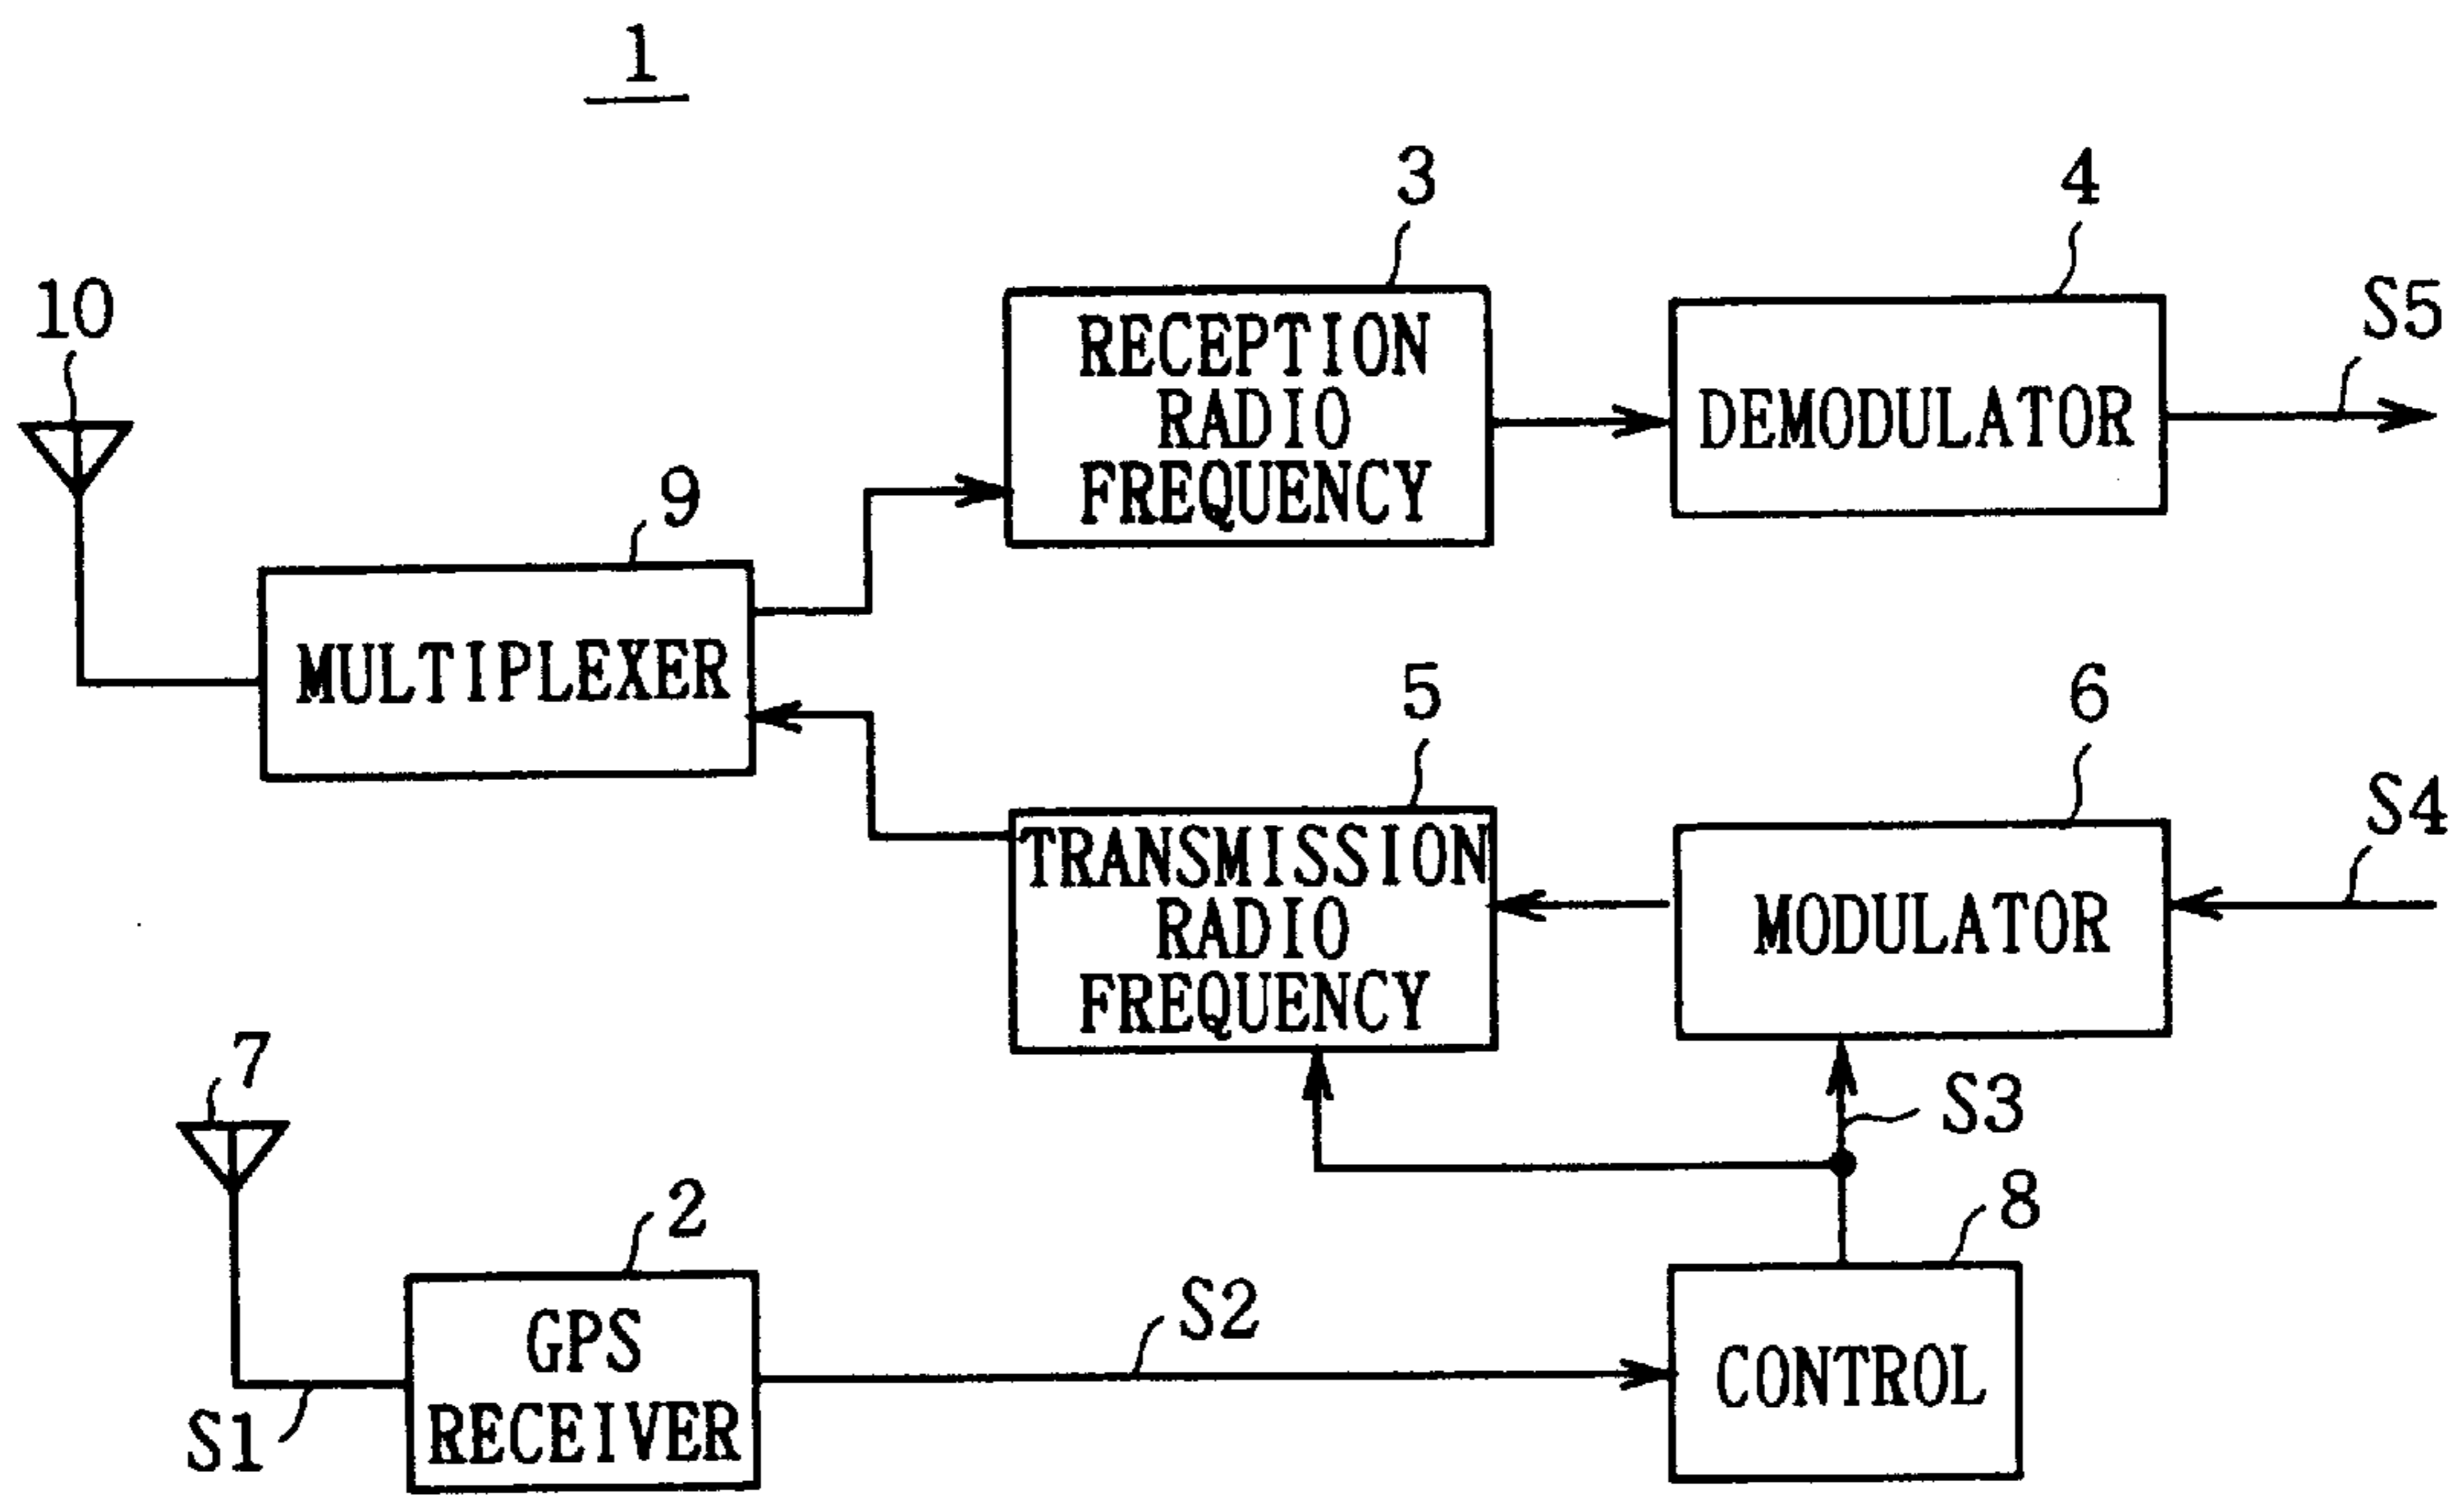 1
3
4
10
S5
RECEPTION
RADIO
FREQUENCY
DEMODULATOR
9
MULTIPLEXER
5
6
S4
TRANSMISSION
RADIO
FREQUENCY
MODULATOR
7
S3
2
8
S2
GPS
RECEIVER
CONTROL
S1